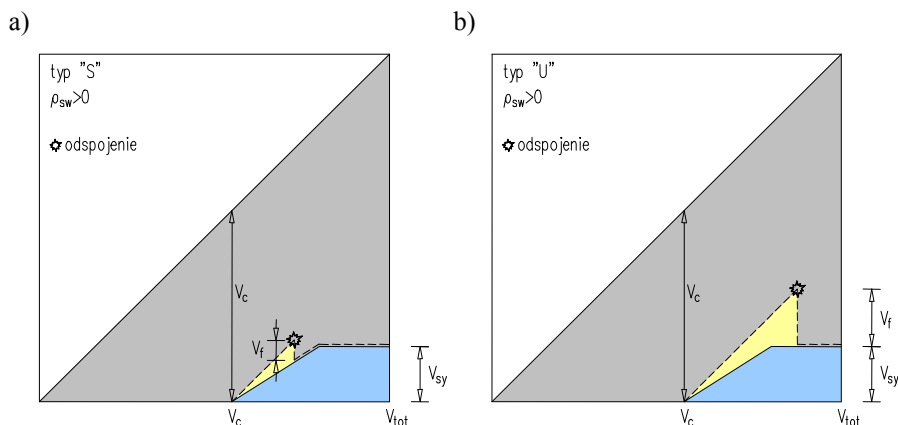 a)
typ "S"
ρsw>0
odspojenie
Vc
Vf
Vsy
Vc
Vtot
b)
typ "U"
ρsw>0
odspojenie
Vc
Vf
Vsy
Vc
Vtot